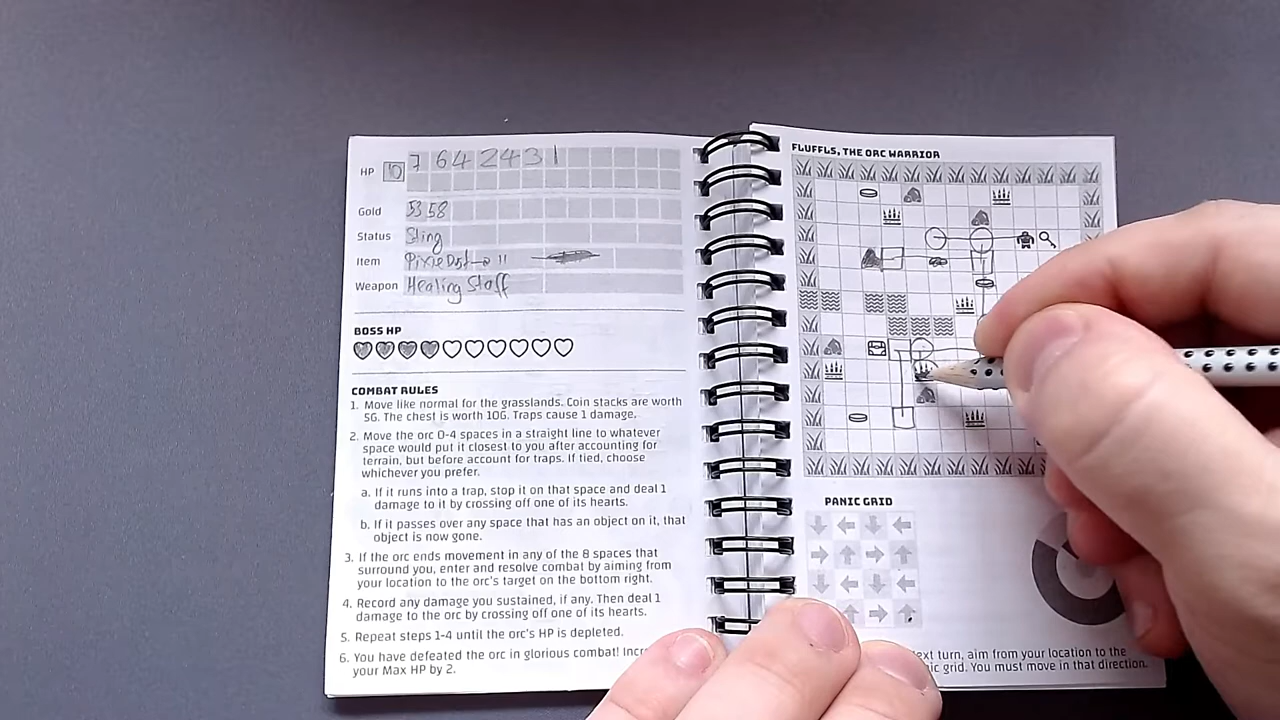 HP 10 7 6 4 2 4 3 1
Gold 53 58
Status Sting
Item
Weapon Healing Staff
BOSS HP
COMBAT RULES
1. Move like normal for the grasslands. Coin stacks are worth
5G. The chest is worth 10G. Traps cause 1 damage.
2. Move the orc 0-4 spaces in a straight line to whatever
space would put it closest to you after accounting for
terrain, but before account for traps. If tied, choose
whichever you prefer.
a. If it runs into a trap, stop it on that space and deal 1
damage to it by crossing off one of its hearts.
b. If it passes over any space that has an object on it, that
object is now gone.
3. If the orc ends movement in any of the 8 spaces that
surround you, enter and resolve combat by aiming from
your location to the orc's target on the bottom right.
4. Record any damage you sustained, if any. Then deal 1
damage to the orc by crossing off one of its hearts.
5. Repeat steps 1-4 until the orc's HP is depleted.
6. You have defeated the orc in glorious combat!
your Max HP by 2.
FLUFFLS, THE ORC WARRIOR
PANIC GRID
turn, aim from your location to the
grid. You must move in that direction.